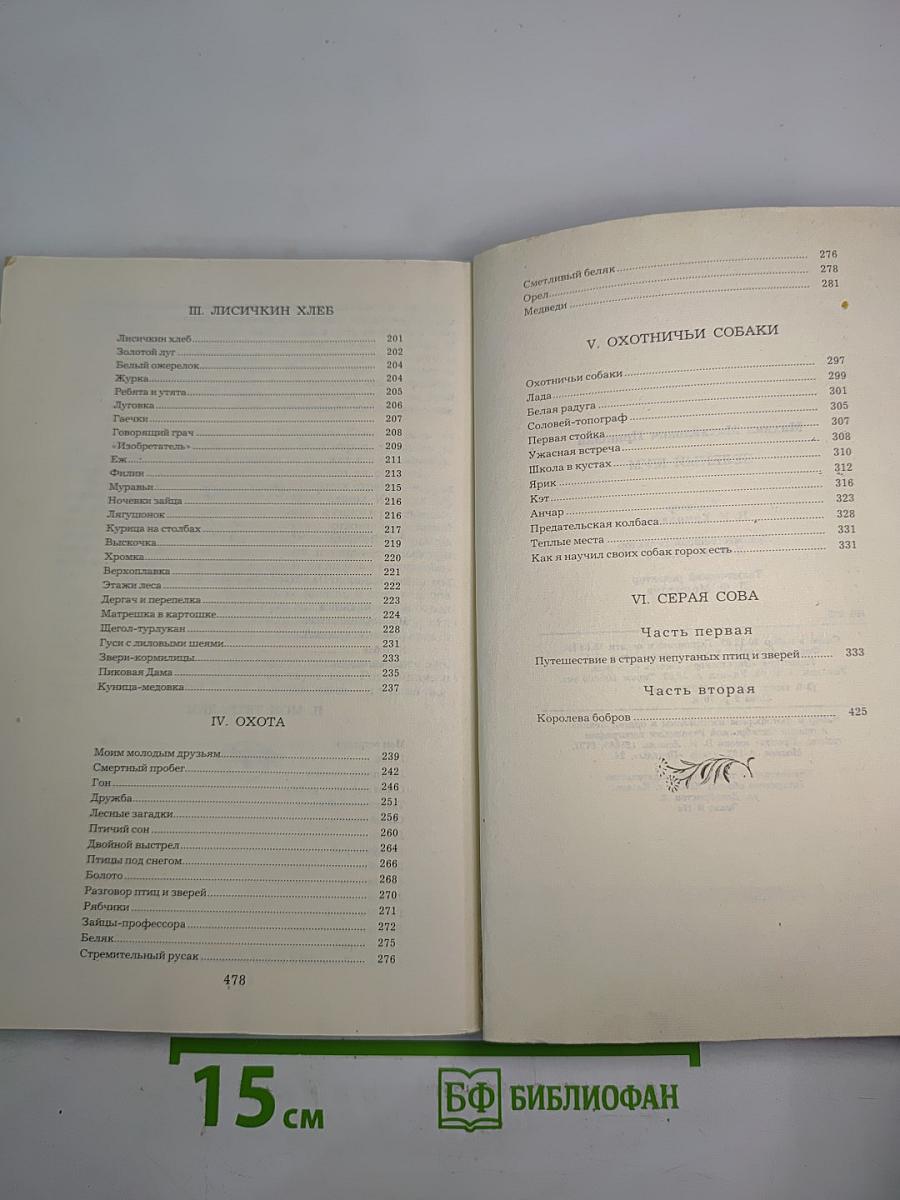 III. ЛИСИЧКИН ХЛЕБ
Лисичкин хлеб 201
Золотой луг 202
Белый ожерелок 204
Журка 204
Ребята и утята 205
Луговка 206
Гаечки 207
Говорящий грач 208
«Изобретатель» 209
Еж 211
Филин 213
Муравьи 215
Ночевки зайца 216
Лягушонок 216
Курица на столбах 217
Выскочка 219
Хромка 220
Верхоплавка 221
Этажи леса 222
Дергач и перепелка 223
Матрешка в картошке 224
Щегол-турлукан 228
Гуси с лиловыми шеями 231
Звери-кормилицы 233
Пиковая Дама 235
Куница-медовка 237
IV. ОХОТА
Моим молодым друзьям 239
Смертный пробег 242
Гон 246
Дружба 251
Лесные загадки 256
Птичий сон 260
Двойной выстрел 264
Птицы под снегом 266
Болото 268
Разговор птиц и зверей 270
Рябчики 271
Зайцы-профессора 272
Беляк 275
Стремительный русак 276
478
Сметливый беляк 276
Орел 278
Медведи 281
V. ОХОТНИЧЬИ СОБАКИ
Охотничьи собаки 297
Лада 299
Белая радуга 301
Соловей-топограф 305
Первая стойка 307
Ужасная встреча 308
Школа в кустах 310
Ярик 312
Кэт 316
Анчар 323
Предательская колбаса 328
Теплые места 331
Как я научил своих собак горох есть 331
VI. СЕРАЯ СОВА
Часть первая
Путешествие в страну непуганых птиц и зверей 333
Часть вторая
Королева бобров 425
15 см
БФ БИБЛИОФАН